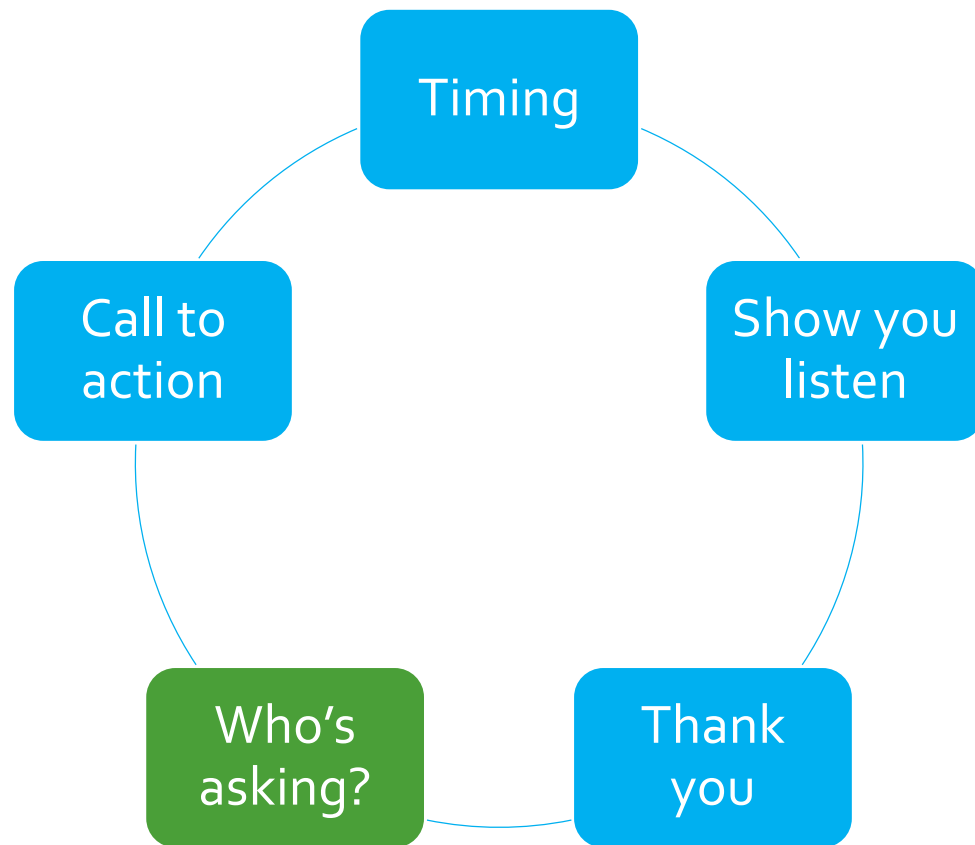 Timing
Call to
action
Show you
listen
Who’s
asking?
Thank
you